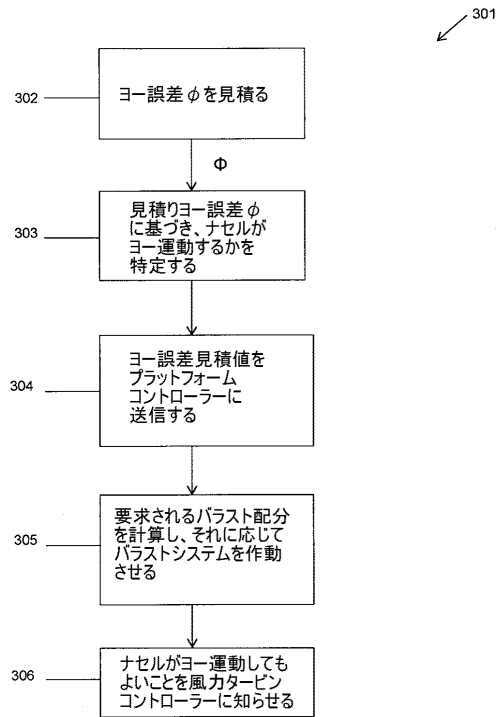 301
302
ヨー誤差φを見積る
Φ
303
見積りヨー誤差φ
に基づき、ナセルが
ヨー運動するかを
特定する
304
ヨー誤差見積値を
プラットフォーム
コントローラーに
送信する
305
要求されるバラスト配分
を計算し、それに応じて
バラストシステムを作動
させる
306
ナセルがヨー運動しても
よいことを風力タービン
コントローラーに知らせる